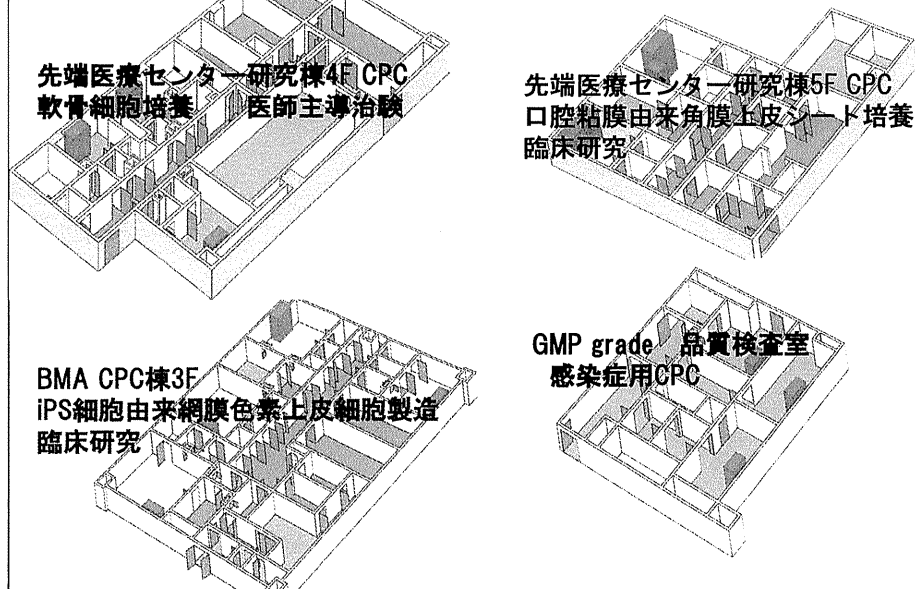 先端医療センター研究棟4F CPC
軟骨細胞培養　　医師主導治験
先端医療センター研究棟5F CPC
口腔粘膜由来角膜上皮シート培養
臨床研究
BMA CPC棟3F
iPS細胞由来網膜色素上皮細胞製造
臨床研究
GMP grade　品質検査室
感染症用CPC